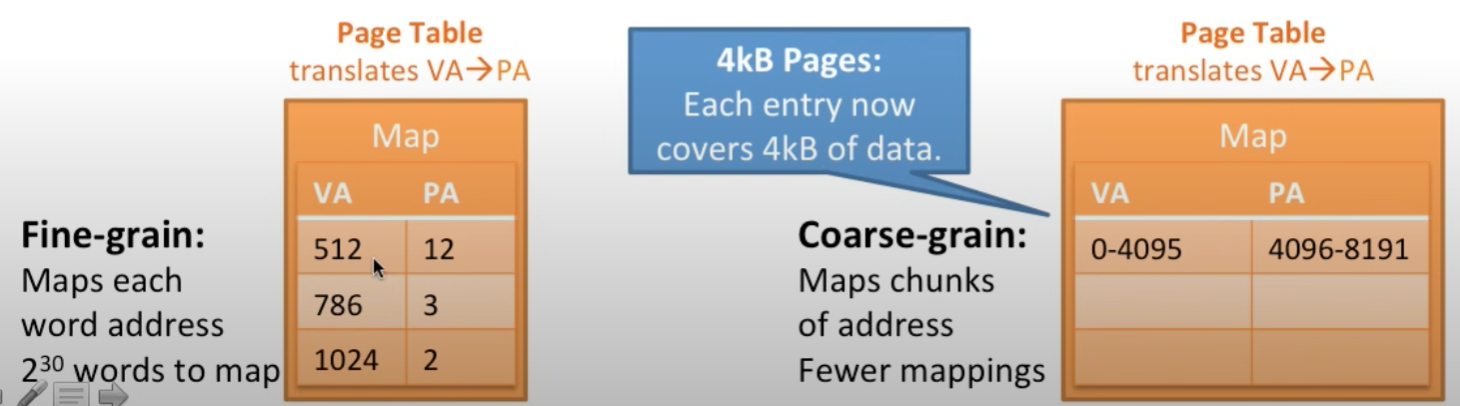 Page Table
translates VA→PA
Map
VA PA
512 12
786 3
1024 2
Fine-grain:
Maps each
word address
2³⁰ words to map
4kB Pages:
Each entry now
covers 4kB of data.
Coarse-grain:
Maps chunks
of address
Fewer mappings
Page Table
translates VA→PA
Map
VA PA
0-4095 4096-8191